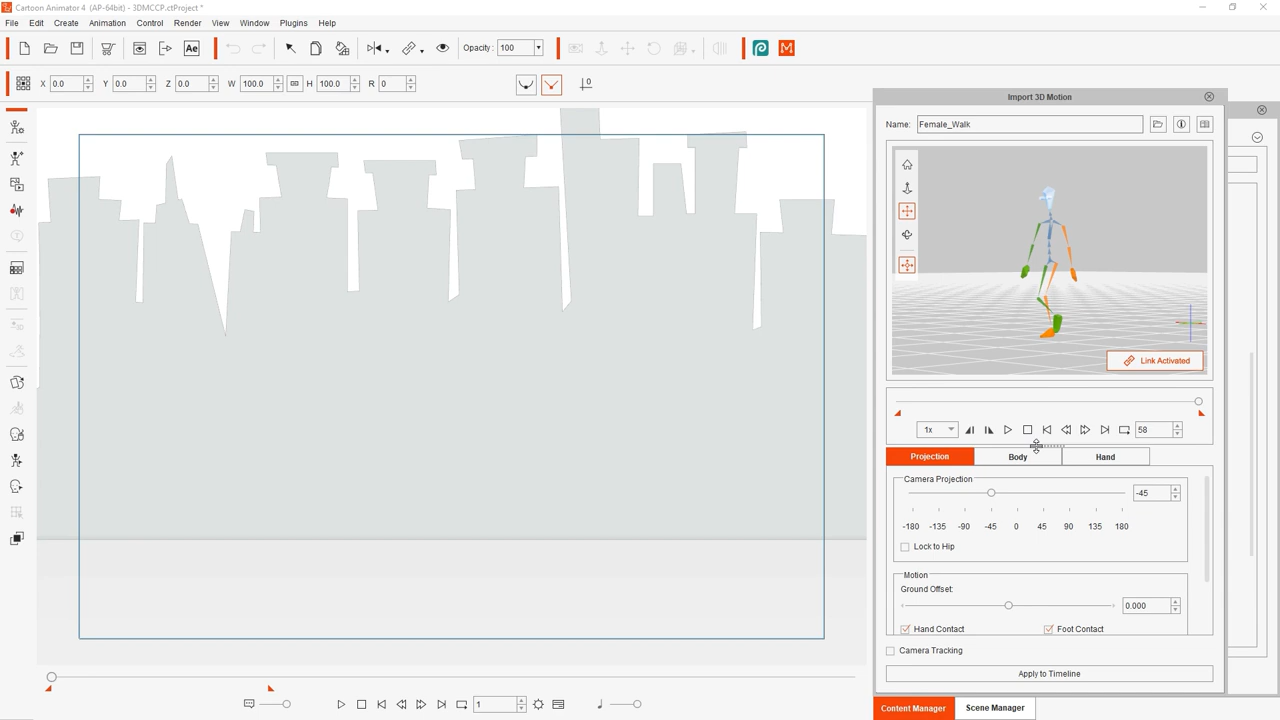 Cartoon Animator 4 (AP-64bit) - 3DMCCP.ctProject *
File Edit Create Animation Control Render View Window Plugins Help
Ae Opacity : 100
X 0.0 Y 0.0 Z 0.0 W 100.0 H 100.0 R 0
Import 3D Motion
Name: Female_Walk
Link Activated
1x 58
Projection Body Hand
Camera Projection
-45
-180 -135 -90 -45 0 45 90 135 180
Lock to Hip
Motion
Ground Offset:
0.000
Hand Contact Foot Contact
Camera Tracking
Apply to Timeline
1
Content Manager Scene Manager